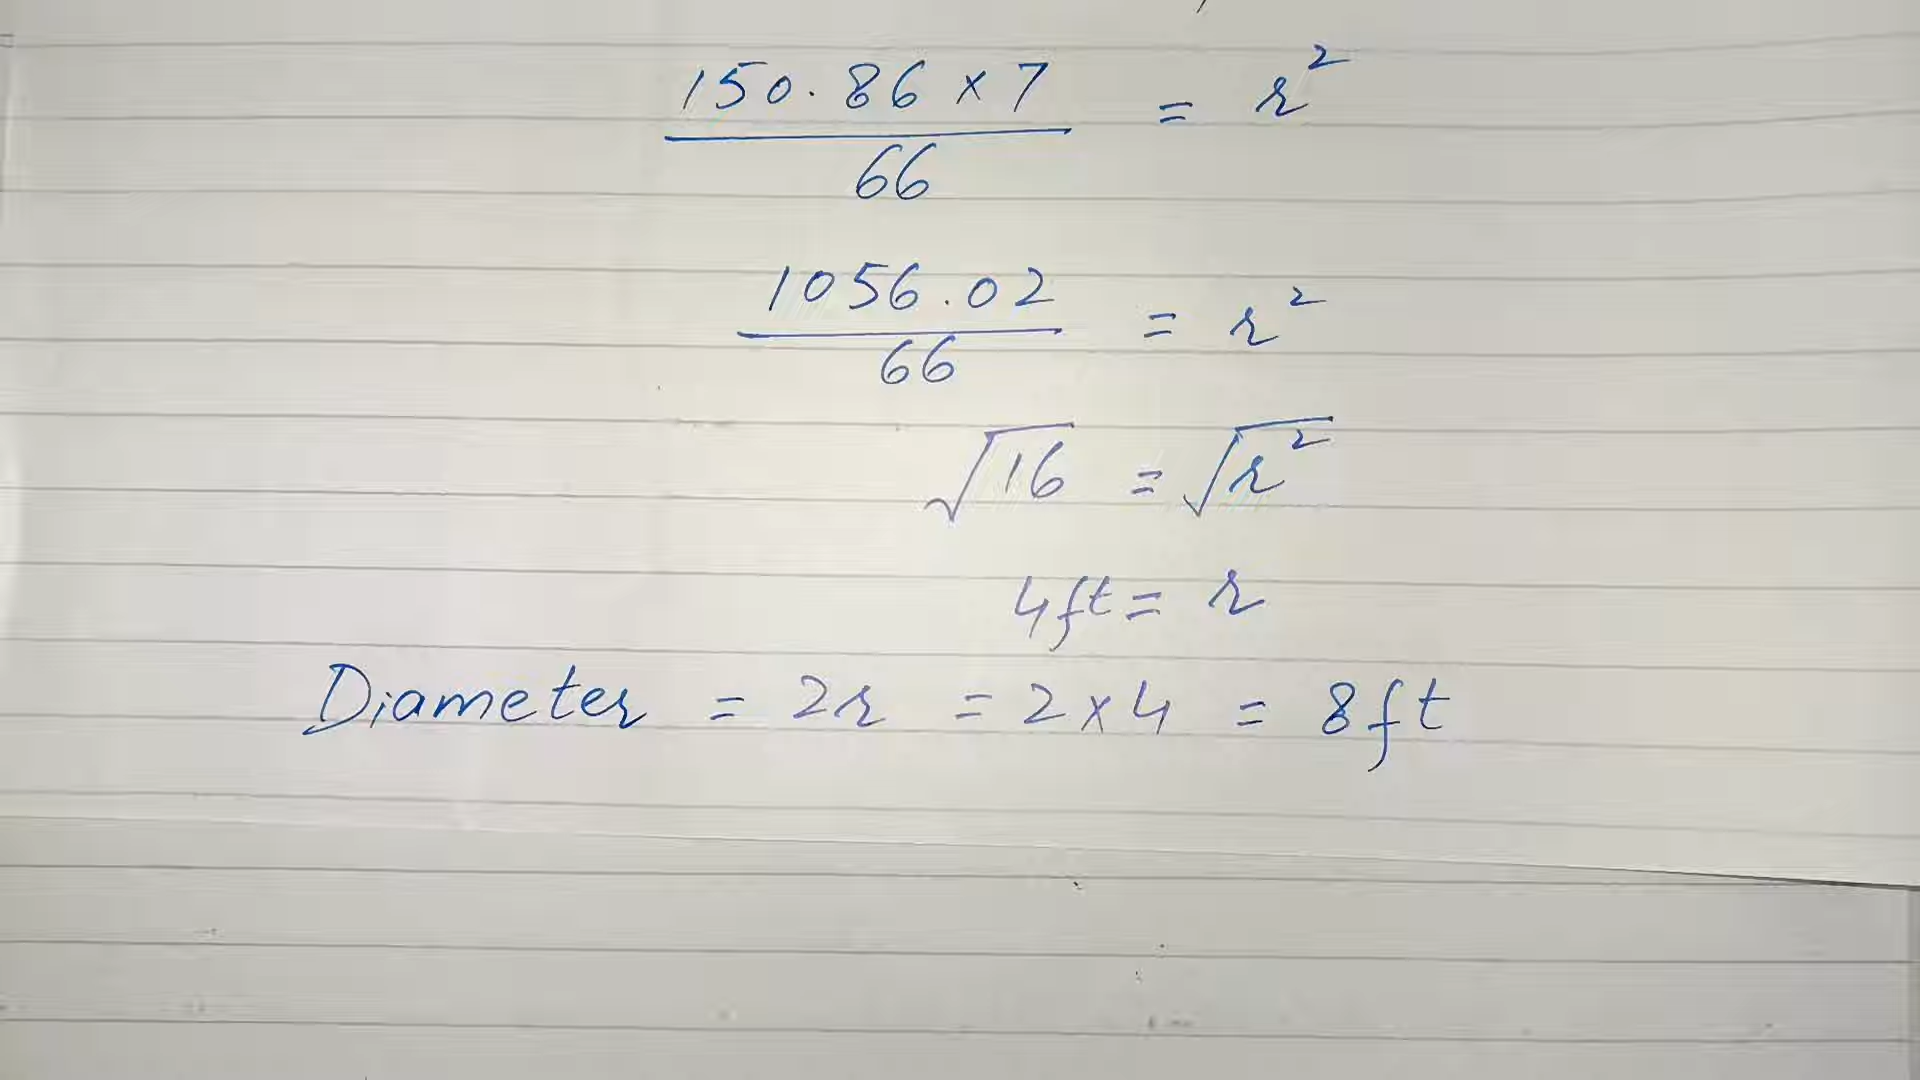 150.86 × 7 / 66 = r²
1056.02 / 66 = r²
√16 = √r²
4ft = r
Diameter = 2r = 2 × 4 = 8ft